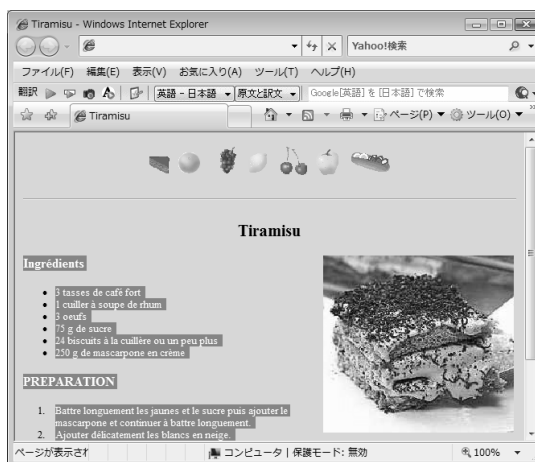 Tiramisu - Windows Internet Explorer
Yahoo!検索
ファイル(F) 編集(E) 表示(V) お気に入り(A) ツール(T) ヘルプ(H)
翻訳 英語 - 日本語 原文と訳文 Google[英語] を [日本語] で検索
Tiramisu ページ(P) ツール(O)
Tiramisu
Ingrédients
3 tasses de café fort
1 cuiller à soupe de rhum
3 oeufs
75 g de sucre
24 biscuits à la cuillère ou un peu plus
250 g de mascarpone en crème
PREPARATION
1. Battre longuement les jaunes et le sucre puis ajouter le
mascarpone et continuer à battre longuement.
2. Ajouter délicatement les blancs en neige.
ページが表示され コンピュータ | 保護モード: 無効 100%